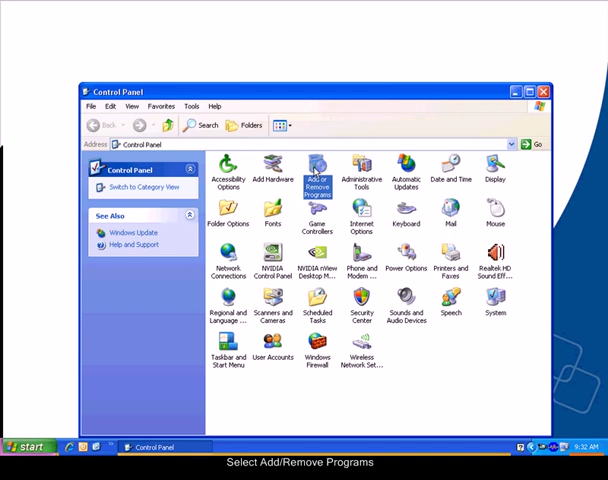 Control Panel
File Edit View Favorites Tools Help
Back Search Folders
Address Control Panel Go
Control Panel
Switch to Category View
See Also
Windows Update
Help and Support
Accessibility
Options
Add Hardware
Add or
Remove
Programs
Administrative
Tools
Automatic
Updates
Date and Time
Display
Folder Options
Fonts
Game
Controllers
Internet
Options
Keyboard
Mail
Mouse
Network
Connections
NVIDIA
Control Panel
NVIDIA nView
Desktop M...
Phone and
Modem ...
Power Options
Printers and
Faxes
Realtek HD
Sound Eff...
Regional and
Language ...
Scanners and
Cameras
Scheduled
Tasks
Security
Center
Sounds and
Audio Devices
Speech
System
Taskbar and
Start Menu
User Accounts
Windows
Firewall
Wireless
Network Set...
start Control Panel 9:32 AM
Select Add/Remove Programs